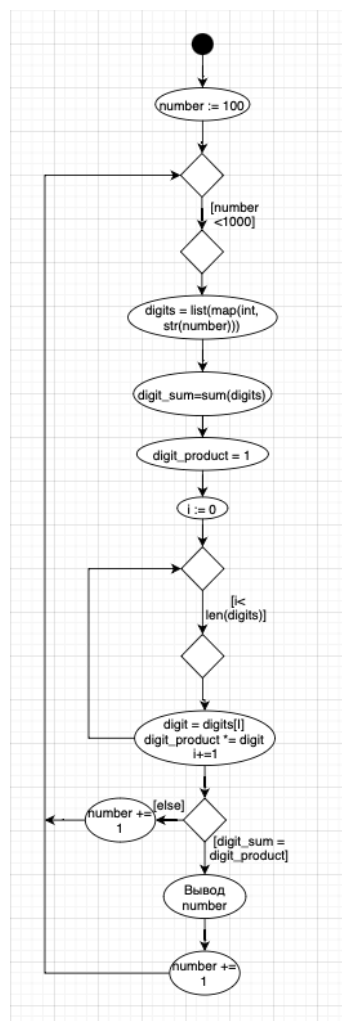 number := 100
[number
<1000]
digits = list(map(int,
str(number)))
digit_sum=sum(digits)
digit_product = 1
i := 0
[i<
len(digits)]
digit = digits[I]
digit_product *= digit
i+=1
[else]
number +=
1
[digit_sum =
digit_product]
Вывод
number
number +=
1